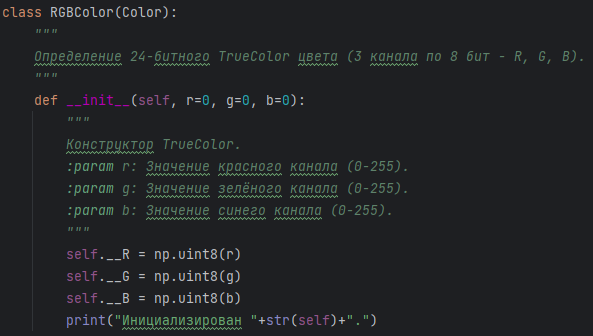 class RGBColor(Color):
"""
Определение 24-битного TrueColor цвета (3 канала по 8 бит - R, G, B).
"""
def __init__(self, r=0, g=0, b=0):
"""
Конструктор TrueColor.
:param r: Значение красного канала (0-255).
:param g: Значение зелёного канала (0-255).
:param b: Значение синего канала (0-255).
"""
self.__R = np.uint8(r)
self.__G = np.uint8(g)
self.__B = np.uint8(b)
print("Инициализирован "+str(self)+".")